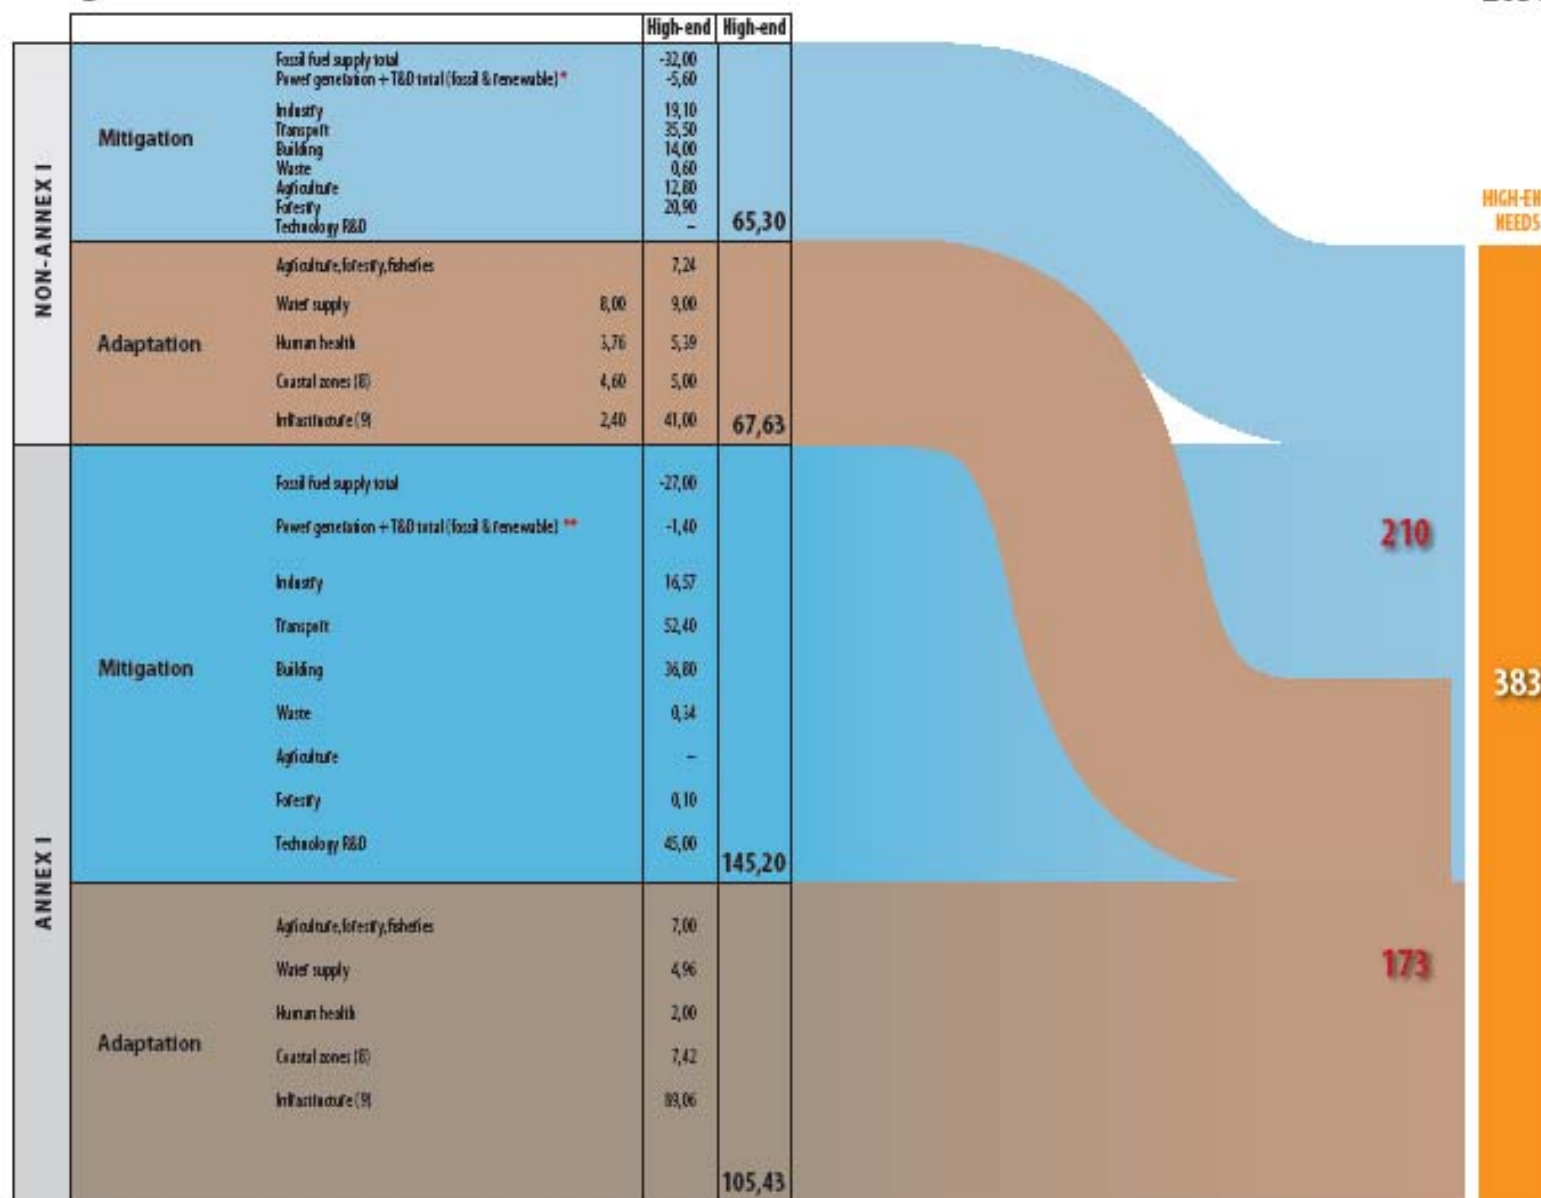 High-end High-end
NON-ANNEX I
Mitigation
Fossil fuel supply total -32,00
Power generation + T&D total (fossil & renewable) * -5,60
Industry 19,10
Transport 35,50
Building 14,00
Waste 0,60
Agriculture 12,80
Forestry 20,90
Technology R&D –
65,30
Adaptation
Agriculture, forestry, fisheries 7,24
Water supply 8,00 9,00
Human health 3,76 5,39
Coastal zones (8) 4,60 5,00
Infrastructure (9) 2,40 41,00
67,63
ANNEX I
Mitigation
Fossil fuel supply total -27,00
Power generation + T&D total (fossil & renewable) ** -1,40
Industry 16,57
Transport 52,40
Building 36,80
Waste 0,34
Agriculture –
Forestry 0,10
Technology R&D 45,00
145,20
Adaptation
Agriculture, forestry, fisheries 7,00
Water supply 4,96
Human health 2,00
Coastal zones (8) 7,42
Infrastructure (9) 89,06
105,43
210
173
HIGH-EN
NEEDS
383